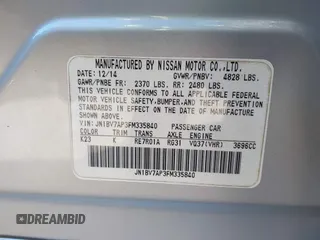 MANUFACTURED BY NISSAN MOTOR CO.,LTD.
DATE: 12/14 GVWR/PNBV: 4828 LBS.
GAWR/PNBE FR: 2370 LBS. RR: 2480 LBS.
THIS VEHICLE CONFORMS TO ALL APPLICABLE FEDERAL
MOTOR VEHICLE SAFETY,BUMPER,AND THEFT PREVENTION
STANDARDS IN EFFECT ON THE DATE OF MANUFACTURE
SHOWN ABOVE.
VIN:JN1BV7AP3FM335840 PASSENGER CAR
COLOR TRIM TRANS AXLE ENGINE
K23 K RE7R01A RG31 VQ37(VHR) 3696CC
JN1BV7AP3FM335840
DREAMBID